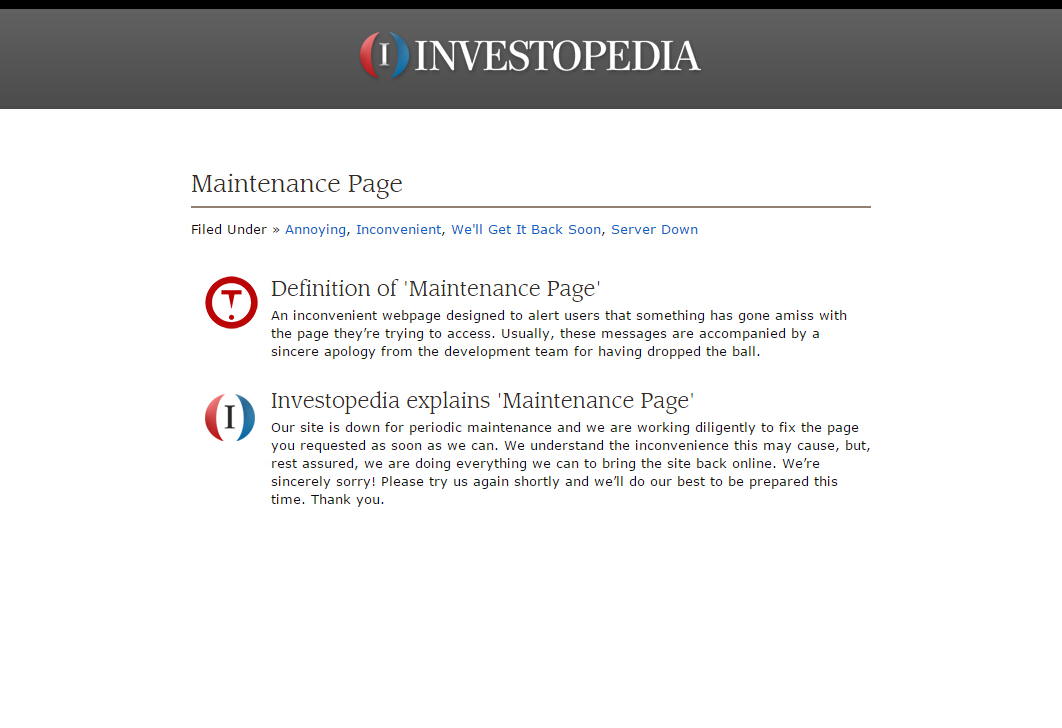 INVESTOPEDIA
Maintenance Page
Filed Under » Annoying, Inconvenient, We'll Get It Back Soon, Server Down
Definition of 'Maintenance Page'
An inconvenient webpage designed to alert users that something has gone amiss with
the page they’re trying to access. Usually, these messages are accompanied by a
sincere apology from the development team for having dropped the ball.
I
Investopedia explains 'Maintenance Page'
Our site is down for periodic maintenance and we are working diligently to fix the page
you requested as soon as we can. We understand the inconvenience this may cause, but,
rest assured, we are doing everything we can to bring the site back online. We’re
sincerely sorry! Please try us again shortly and we’ll do our best to be prepared this
time. Thank you.